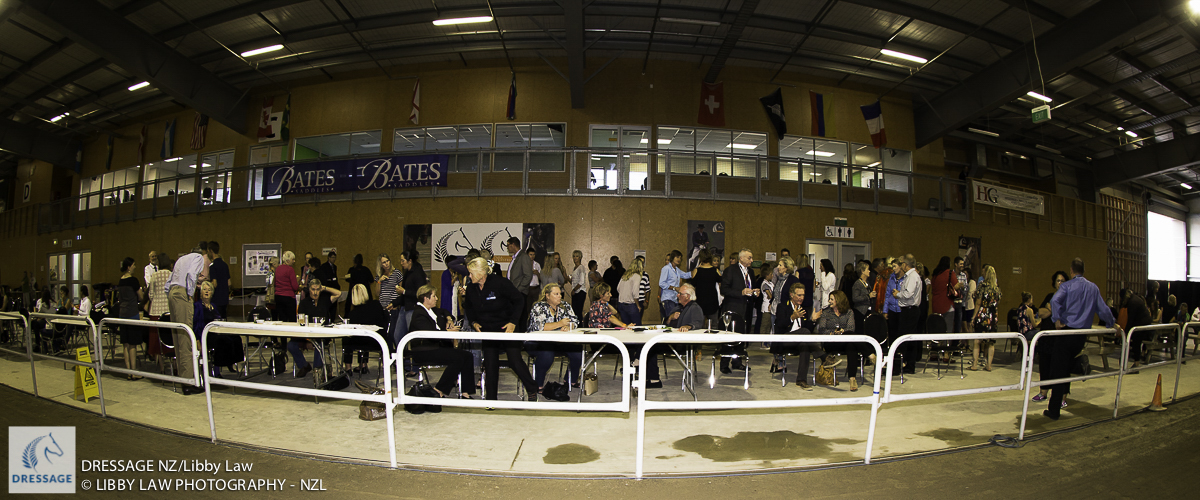 BATES BATES
SADDLES SADDLES
HG
DRESSAGE
DRESSAGE NZ/Libby Law
© LIBBY LAW PHOTOGRAPHY - NZL